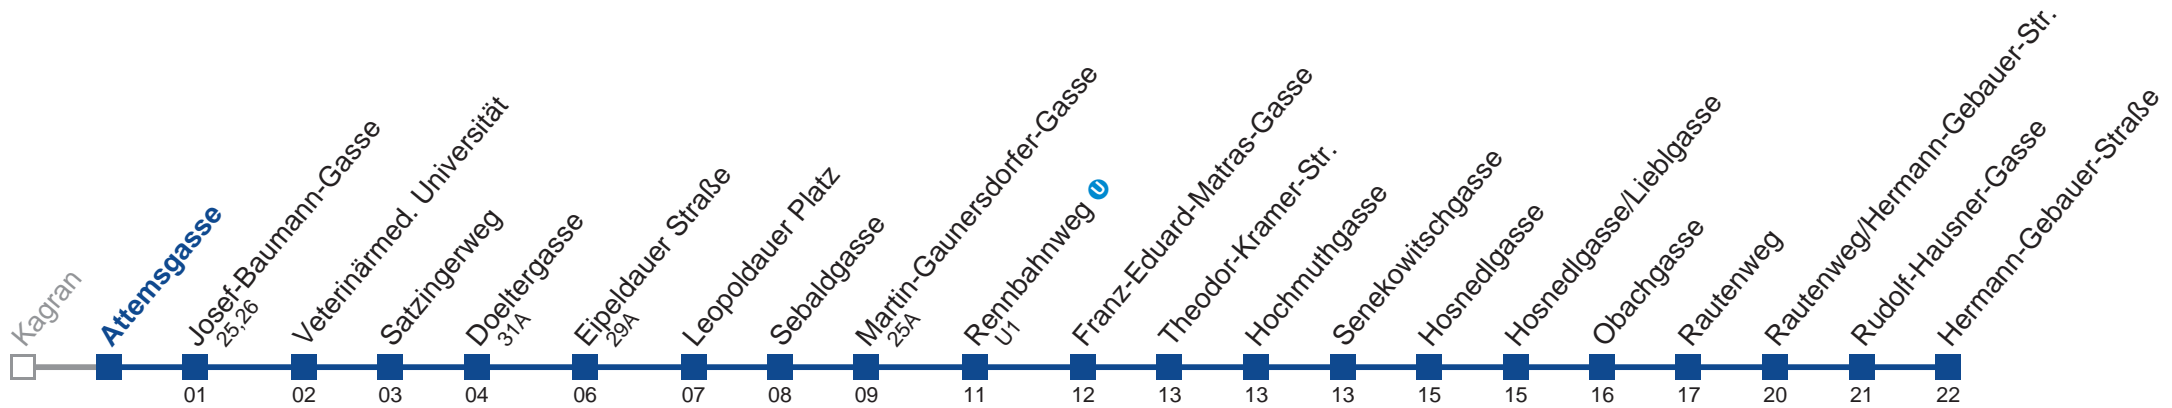 Kagran
Attemsgasse
Josef-Baumann-Gasse
25,26
Veterinärmed. Universität
Satzingerweg
Doeltergasse
31A
Eipeldauer Straße
29A
Leopoldauer Platz
Sebaldgasse
Martin-Gaunersdorfer-Gasse
25A
Rennbahnweg U
U1
Franz-Eduard-Matras-Gasse
Theodor-Kramer-Str.
Hochmuthgasse
Senekowitschgasse
Hosnedlgasse
Hosnedlgasse/Lieblgasse
Obachgasse
Rautenweg
Rautenweg/Hermann-Gebauer-Str.
Rudolf-Hausner-Gasse
Hermann-Gebauer-Straße
01 02 03 04 06 07 08 09 11 12 13 13 13 15 15 16 17 20 21 22